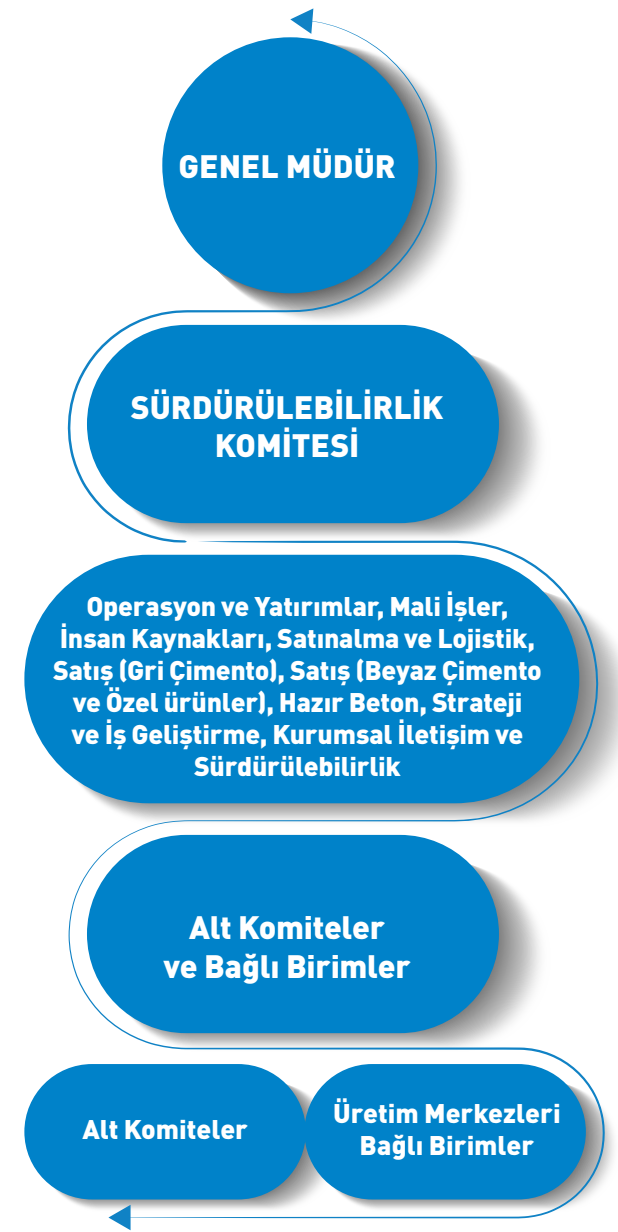 GENEL MÜDÜR
SÜRDÜRÜLEBİLİRLİK
KOMİTESİ
Operasyon ve Yatırımlar, Mali İşler,
İnsan Kaynakları, Satınalma ve Lojistik,
Satış (Gri Çimento), Satış (Beyaz Çimento
ve Özel ürünler), Hazır Beton, Strateji
ve İş Geliştirme, Kurumsal İletişim ve
Sürdürülebilirlik
Alt Komiteler
ve Bağlı Birimler
Alt Komiteler
Üretim Merkezleri
Bağlı Birimler